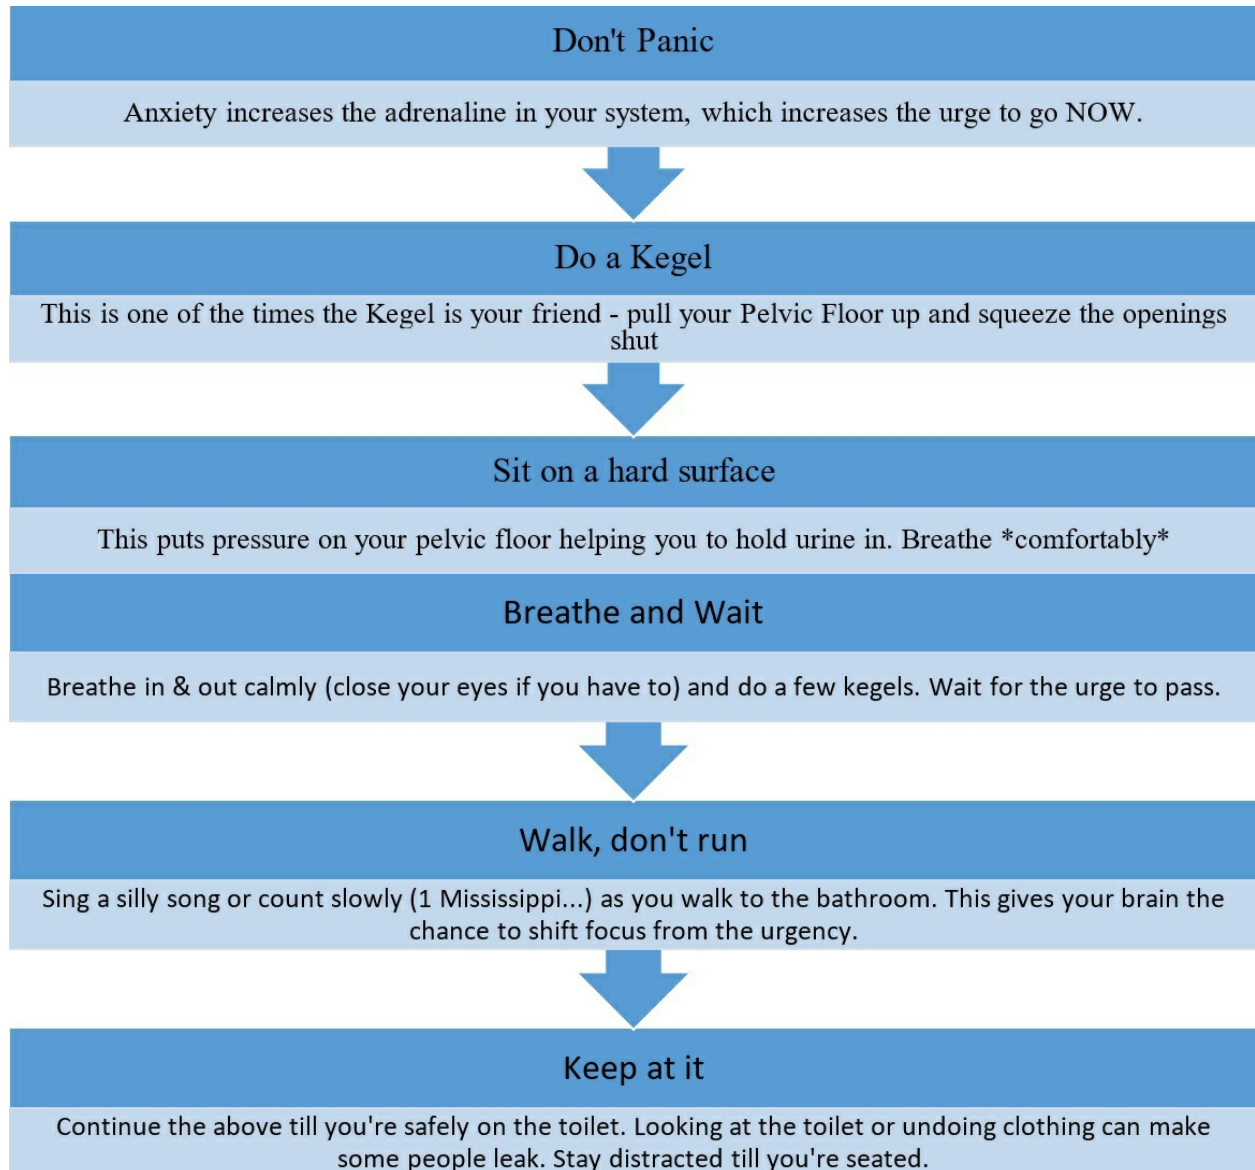 Don't Panic
Anxiety increases the adrenaline in your system, which increases the urge to go NOW.
Do a Kegel
This is one of the times the Kegel is your friend - pull your Pelvic Floor up and squeeze the openings
shut
Sit on a hard surface
This puts pressure on your pelvic floor helping you to hold urine in. Breathe *comfortably*
Breathe and Wait
Breathe in & out calmly (close your eyes if you have to) and do a few kegels. Wait for the urge to pass.
Walk, don't run
Sing a silly song or count slowly (1 Mississippi...) as you walk to the bathroom. This gives your brain the
chance to shift focus from the urgency.
Keep at it
Continue the above till you're safely on the toilet. Looking at the toilet or undoing clothing can make
some people leak. Stay distracted till you're seated.